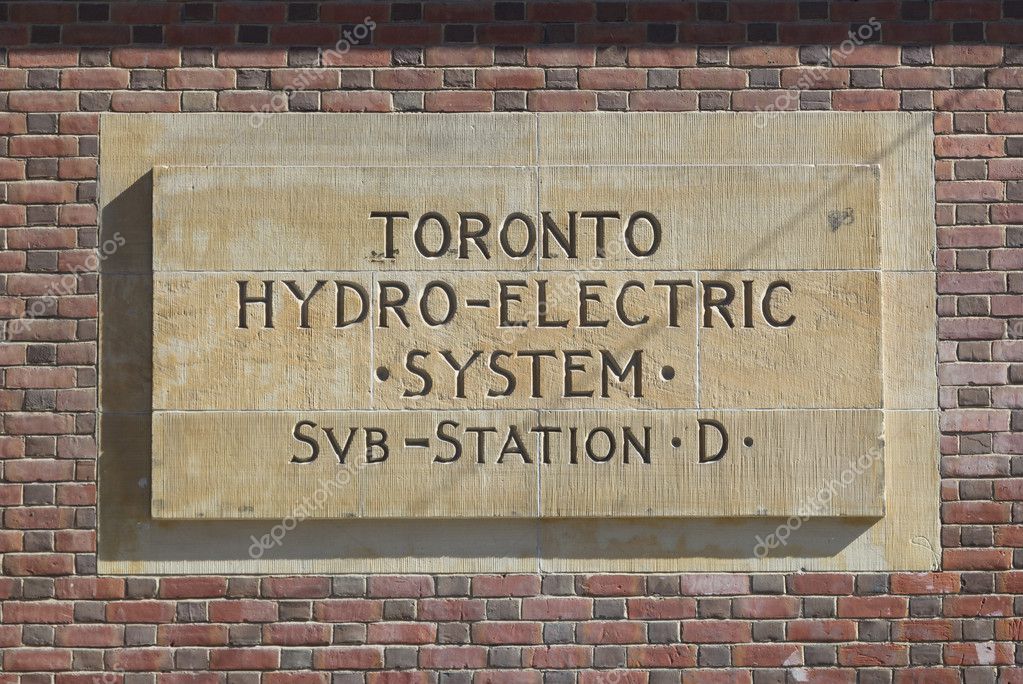 TORONTO
HYDRO-ELECTRIC
·SYSTEM·
SVB-STATION·D·